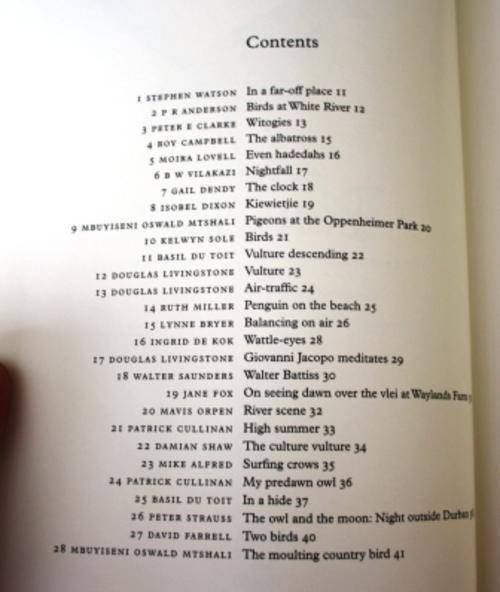 Contents
1 STEPHEN WATSON In a far-off place 11
2 P R ANDERSON Birds at White River 12
3 PETER E CLARKE Witogies 13
4 ROY CAMPBELL The albatross 15
5 MOIRA LOVELL Even hadedahs 16
6 B W VILAKAZI Nightfall 17
7 GAIL DENDY The clock 18
8 ISOBEL DIXON Kiewietjie 19
9 MBUYISENI OSWALD MTSHALI Pigeons at the Oppenheimer Park 20
10 KELWYN SOLE Birds 21
11 BASIL DU TOIT Vulture descending 22
12 DOUGLAS LIVINGSTONE Vulture 23
13 DOUGLAS LIVINGSTONE Air-traffic 24
14 RUTH MILLER Penguin on the beach 25
15 LYNNE BRYER Balancing on air 26
16 INGRID DE KOK Wattle-eyes 28
17 DOUGLAS LIVINGSTONE Giovanni Jacopo meditates 29
18 WALTER SAUNDERS Walter Battiss 30
19 JANE FOX On seeing dawn over the vlei at Waylands Farm
20 MAVIS ORPEN River scene 32
21 PATRICK CULLINAN High summer 33
22 DAMIAN SHAW The culture vulture 34
23 MIKE ALFRED Surfing crows 35
24 PATRICK CULLINAN My predawn owl 36
25 BASIL DU TOIT In a hide 37
26 PETER STRAUSS The owl and the moon: Night outside Durban
27 DAVID FARRELL Two birds 40
28 MBUYISENI OSWALD MTSHALI The moulting country bird 41